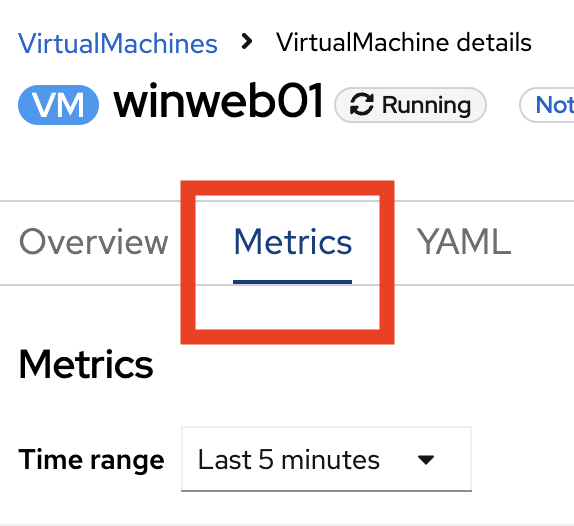 VirtualMachines > VirtualMachine details
VM winweb01 Running Not
Overview Metrics YAML
Metrics
Time range Last 5 minutes